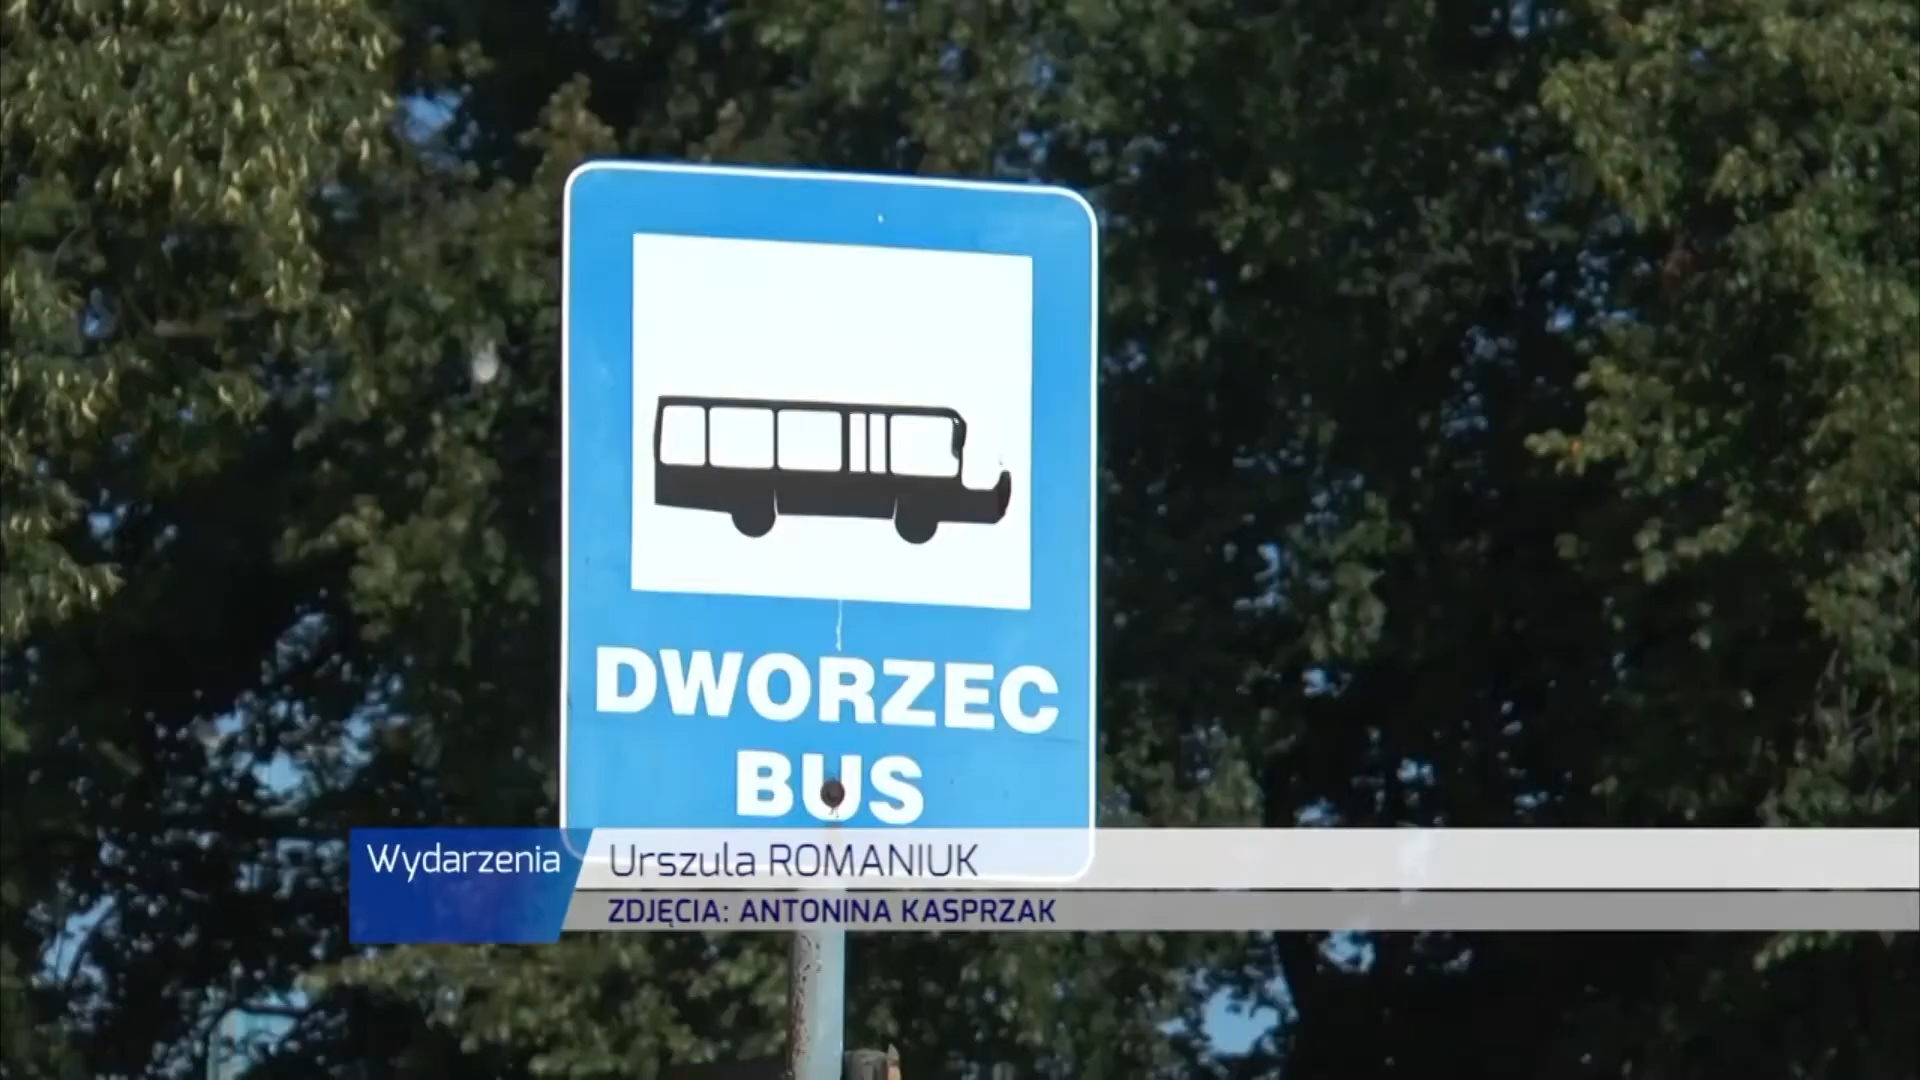 DWORZEC
BUS
Wydarzenia
Urszula ROMANIUK
ZDJĘCIA: ANTONINA KASPRZAK